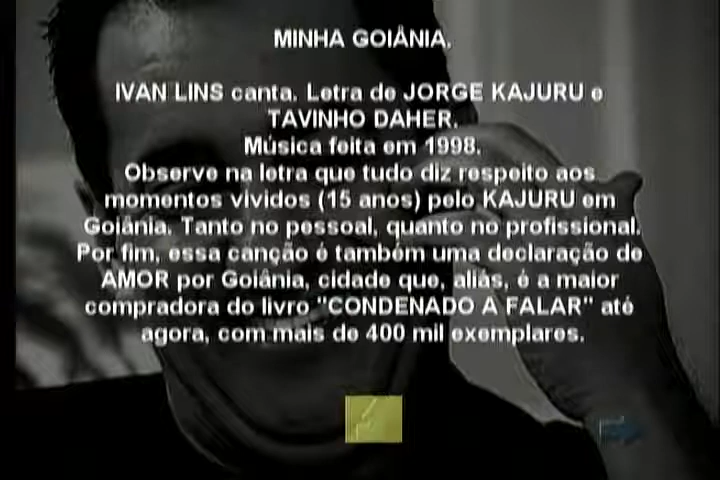 MINHA GOIÂNIA.
IVAN LINS canta. Letra de JORGE KAJURU e
TAVINHO DAHER.
Música feita em 1998.
Observe na letra que tudo diz respeito aos
momentos vividos (15 anos) pelo KAJURU em
Goiânia. Tanto no pessoal, quanto no profissional.
Por fim, essa canção é também uma declaração de
AMOR por Goiânia, cidade que, aliás, é a maior
compradora do livro "CONDENADO A FALAR" até
agora, com mais de 400 mil exemplares.